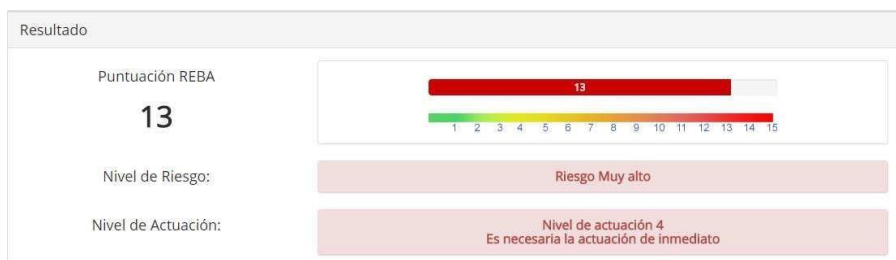 Resultado
Puntuación REBA
13
13
1 2 3 4 5 6 7 8 9 10 11 12 13 14 15
Nivel de Riesgo:
Riesgo Muy alto
Nivel de Actuación:
Nivel de actuación 4
Es necesaria la actuación de inmediato